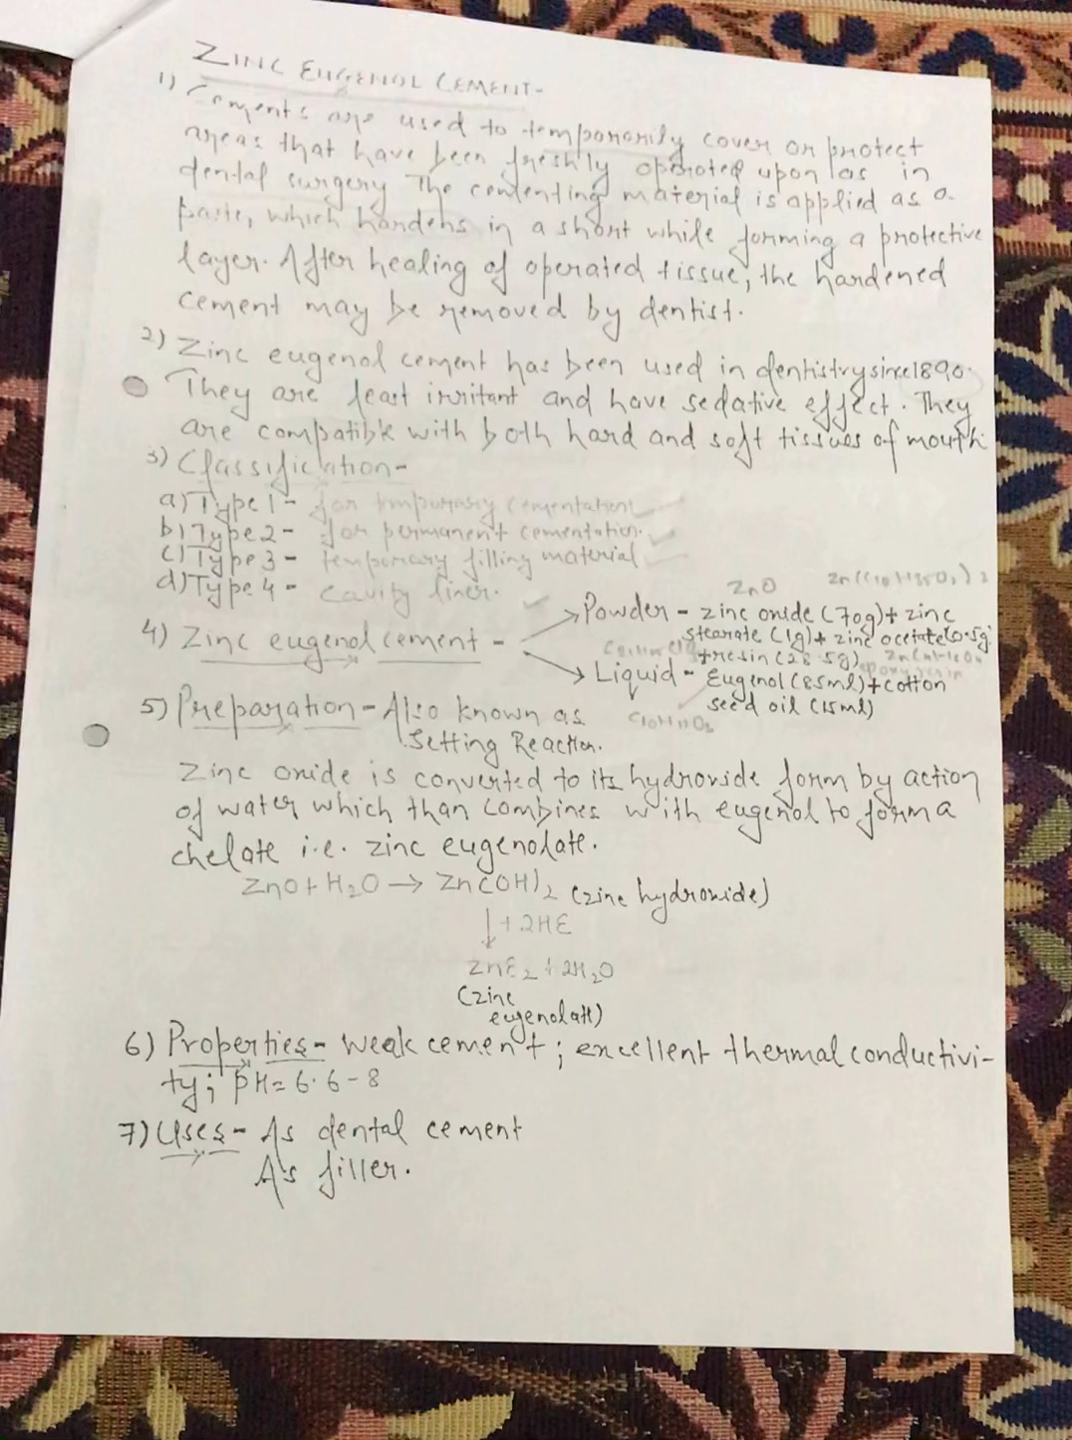 ZINC EUGENOL CEMENT-
1) Cements are used to temporarily cover or protect
areas that have been freshly operated upon as in
dental surgery The cementing material is applied as a
paste, which hardens in a short while forming a protective
layer. After healing of operated tissue, the hardened
cement may be removed by dentist.
2) Zinc eugenol cement has been used in dentistry since 1890.
They are least irritant and have sedative effect. They
are compatible with both hard and soft tissues of mouth
3) Classification-
a) Type 1- for temporary cementation
b) Type 2- for permanent cementation.
c) Type 3- temporary filling material
d) Type 4- cavity liner.
ZnO
4) Zinc eugenol cement - Powder - zinc oxide (70g)+ zinc
stearate (1g)+ zinc acetate (0.5g)
+resin (28.5g)
Liquid - Eugenol (85ml)+cotton
seed oil (15ml)
5) Preparation - Also known as
Setting Reaction.
Zinc oxide is converted to its hydroxide form by action
of water which than combines with eugenol to form a
chelate i.e. zinc eugenolate.
ZnO+H₂O → Zn(OH)₂ (zinc hydroxide)
↓+2HE
ZnE₂+2H₂O
(zinc
eugenolate)
6) Properties - Weak cement; excellent thermal conductivi-
ty; pH= 6.6-8
7) Uses - As dental cement
As filler.